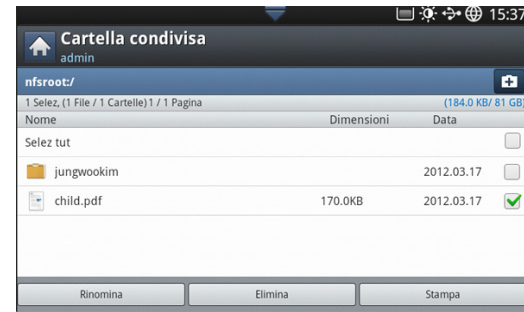 15:37
Cartella condivisa
admin
nfsroot:/
1 Selez, (1 File / 1 Cartelle) 1 / 1 Pagina (184.0 KB/ 81 GB)
Nome Dimensioni Data
Selez tut
jungwookim 2012.03.17
child.pdf 170.0KB 2012.03.17
Rinomina Elimina Stampa